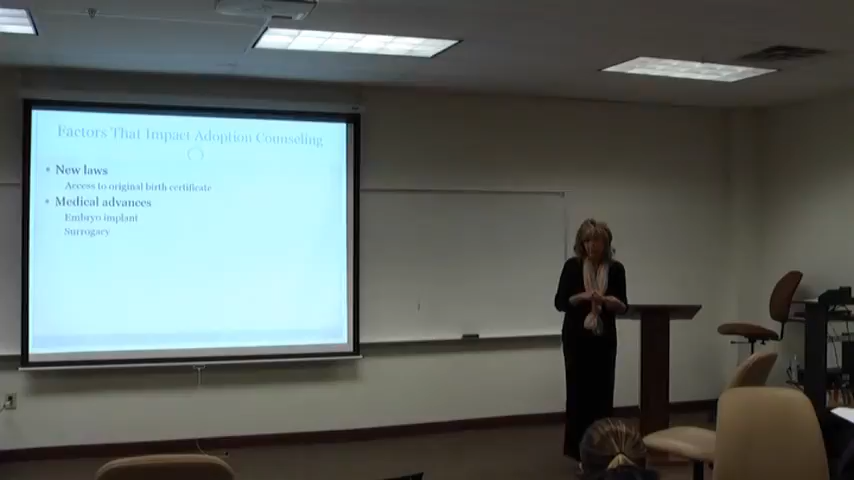 Factors That Impact Adoption Counseling
New laws
Access to original birth certificate
Medical advances
Embryo implant
Surrogacy